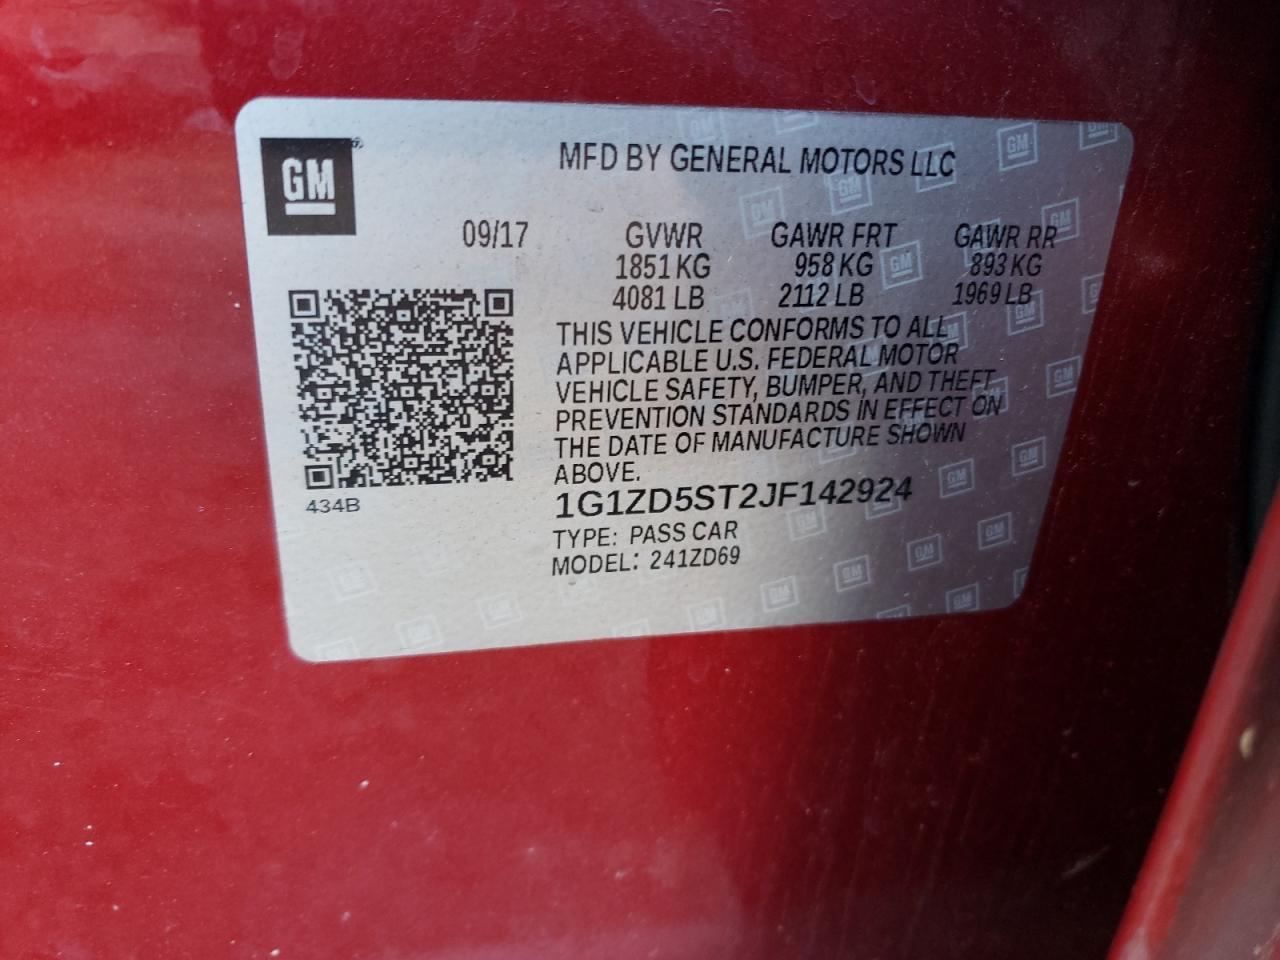 GM
MFD BY GENERAL MOTORS LLC
09/17 GVWR GAWR FRT GAWR RR
1851 KG 958 KG 893 KG
4081 LB 2112 LB 1969 LB
THIS VEHICLE CONFORMS TO ALL
APPLICABLE U.S. FEDERAL MOTOR
VEHICLE SAFETY, BUMPER, AND THEFT
PREVENTION STANDARDS IN EFFECT ON
THE DATE OF MANUFACTURE SHOWN
ABOVE.
434B
1G1ZD5ST2JF142924
TYPE: PASS CAR
MODEL: 241ZD69